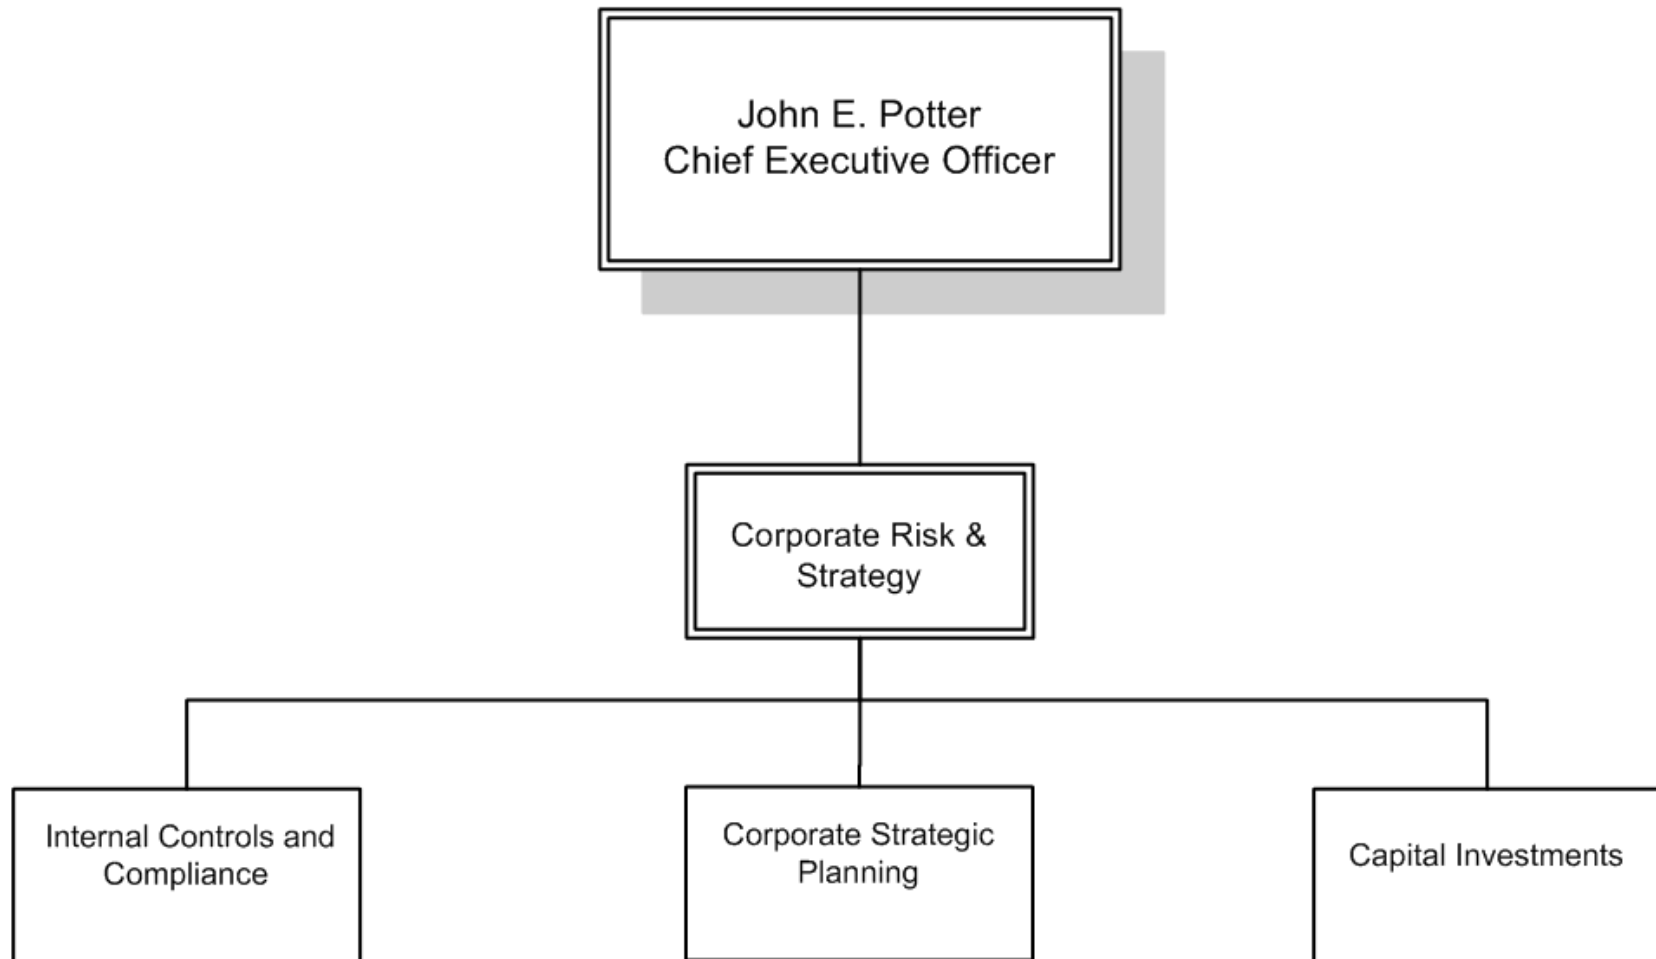 John E. Potter
Chief Executive Officer
Corporate Risk &
Strategy
Internal Controls and
Compliance
Corporate Strategic
Planning
Capital Investments